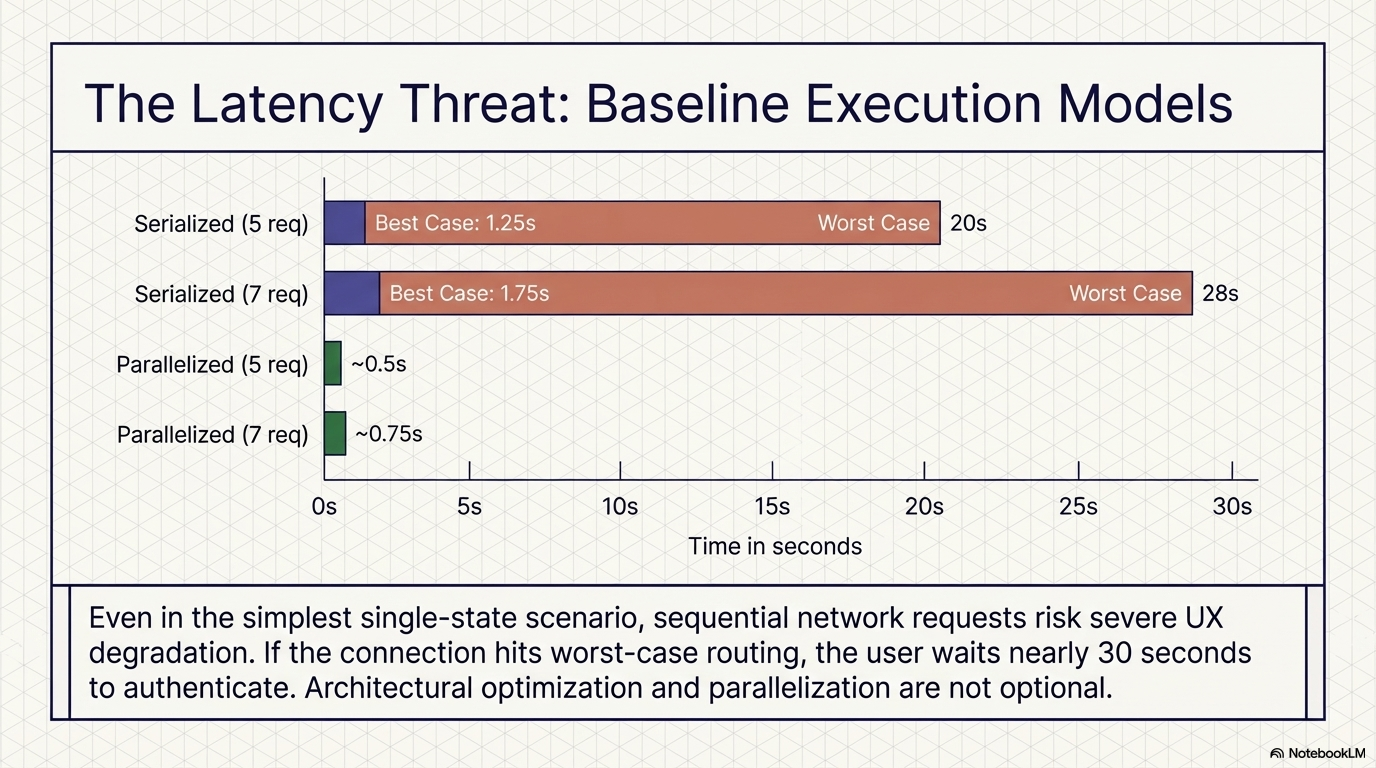 The Latency Threat: Baseline Execution Models
Serialized (5 req)
Best Case: 1.25s
Worst Case
20s
Serialized (7 req)
Best Case: 1.75s
Worst Case
28s
Parallelized (5 req)
~0.5s
Parallelized (7 req)
~0.75s
0s
5s
10s
15s
20s
25s
30s
Time in seconds
Even in the simplest single-state scenario, sequential network requests risk severe UX
degradation. If the connection hits worst-case routing, the user waits nearly 30 seconds
to authenticate. Architectural optimization and parallelization are not optional.
NotebookLM